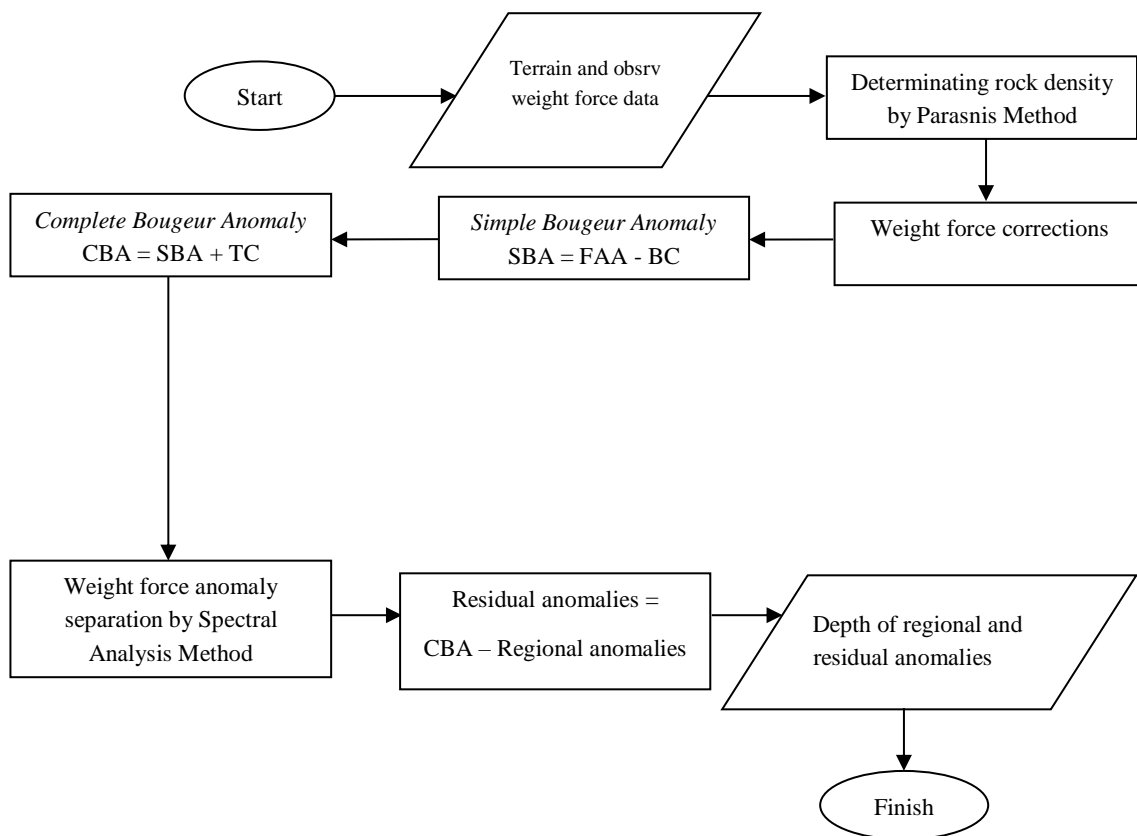 Start
Terrain and obsrv
weight force data
Determinating rock density
by Parasnis Method
Weight force corrections
Simple Bougeur Anomaly
SBA = FAA - BC
Complete Bougeur Anomaly
CBA = SBA + TC
Weight force anomaly
separation by Spectral
Analysis Method
Residual anomalies =
CBA – Regional anomalies
Depth of regional and
residual anomalies
Finish